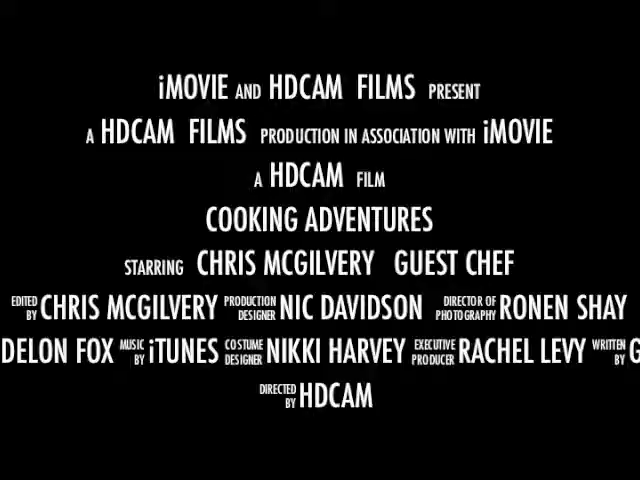 iMOVIE AND HDCAM FILMS PRESENT
A HDCAM FILMS PRODUCTION IN ASSOCIATION WITH iMOVIE
A HDCAM FILM
COOKING ADVENTURES
STARRING CHRIS MCGILVERY GUEST CHEF
EDITED BY CHRIS MCGILVERY PRODUCTION DESIGNER NIC DAVIDSON DIRECTOR OF PHOTOGRAPHY RONEN SHAY
DELON FOX MUSIC BY iTUNES COSTUME DESIGNER NIKKI HARVEY EXECUTIVE PRODUCER RACHEL LEVY WRITTEN BY G
DIRECTED BY HDCAM